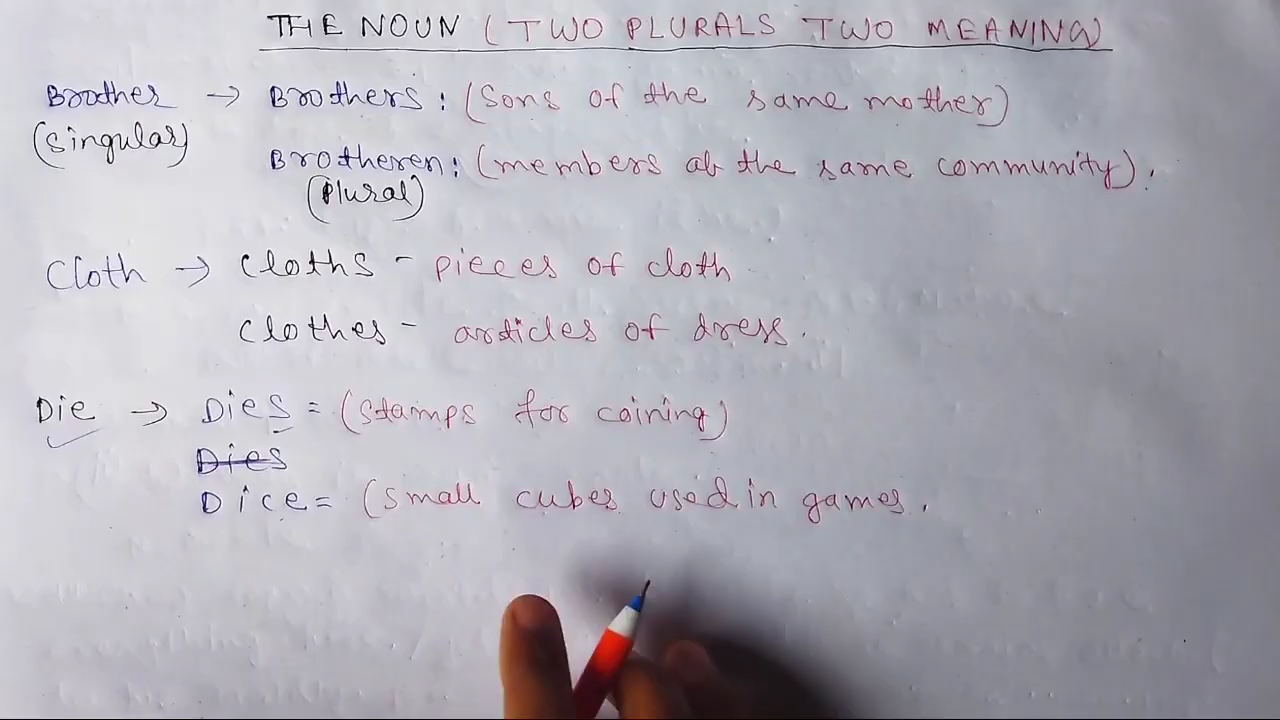 THE NOUN (TWO PLURALS TWO MEANING)
Brother → Brothers : (Sons of the same mother)
(Singular)
Brotheren : (members of the same community).
(Plural)
Cloth → Cloths - pieces of cloth
Clothes - articles of dress.
Die → Dies = (Stamps for coining)
Dies
Dice = (Small cubes used in games.